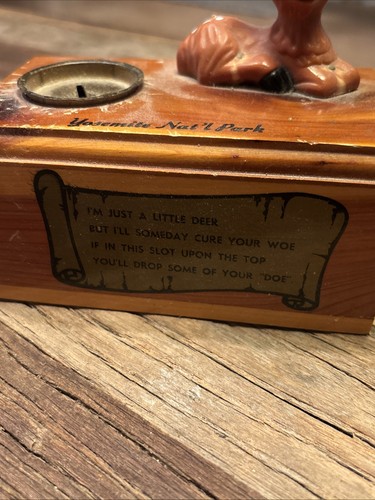 Yosemite Nat'l Park
I'M JUST A LITTLE DEER
BUT I'LL SOMEDAY CURE YOUR WOE
IF IN THIS SLOT UPON THE TOP
YOU'LL DROP SOME OF YOUR "DOE"